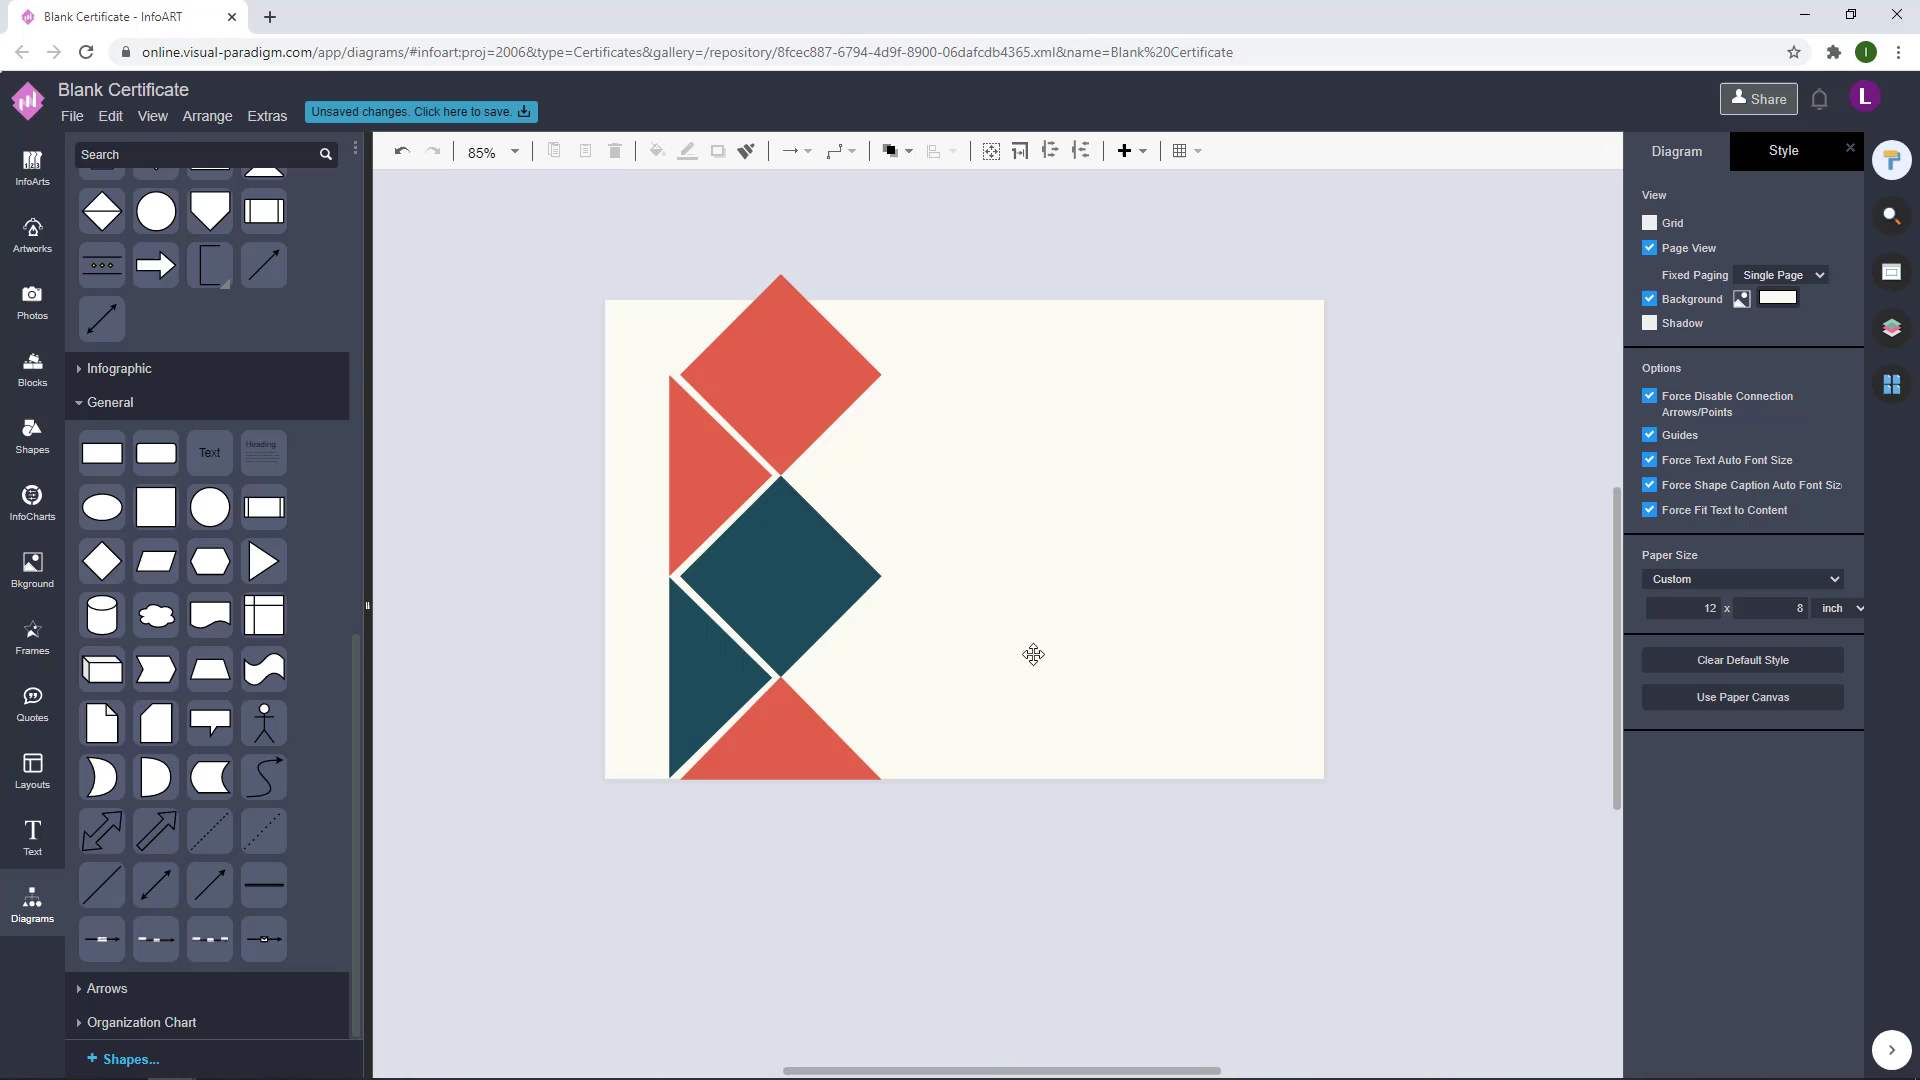 Blank Certificate - InfoART
online.visual-paradigm.com/app/diagrams/#infoart:proj=2006&type=Certificates&gallery=/repository/8fcec887-6794-4d9f-8900-06dafcdb4365.xml&name=Blank%20Certificate
I
Blank Certificate
File Edit View Arrange Extras
Unsaved changes. Click here to save.
Share
L
InfoArts
Artworks
Photos
Blocks
Shapes
InfoCharts
Bkground
Frames
Quotes
Layouts
T
Text
Diagrams
Search
Infographic
General
Text
Heading
Arrows
Organization Chart
+ Shapes...
85%
Diagram
Style
View
Grid
Page View
Fixed Paging Single Page
Background
Shadow
Options
Force Disable Connection
Arrows/Points
Guides
Force Text Auto Font Size
Force Shape Caption Auto Font Siz
Force Fit Text to Content
Paper Size
Custom
12 x 8 inch
Clear Default Style
Use Paper Canvas